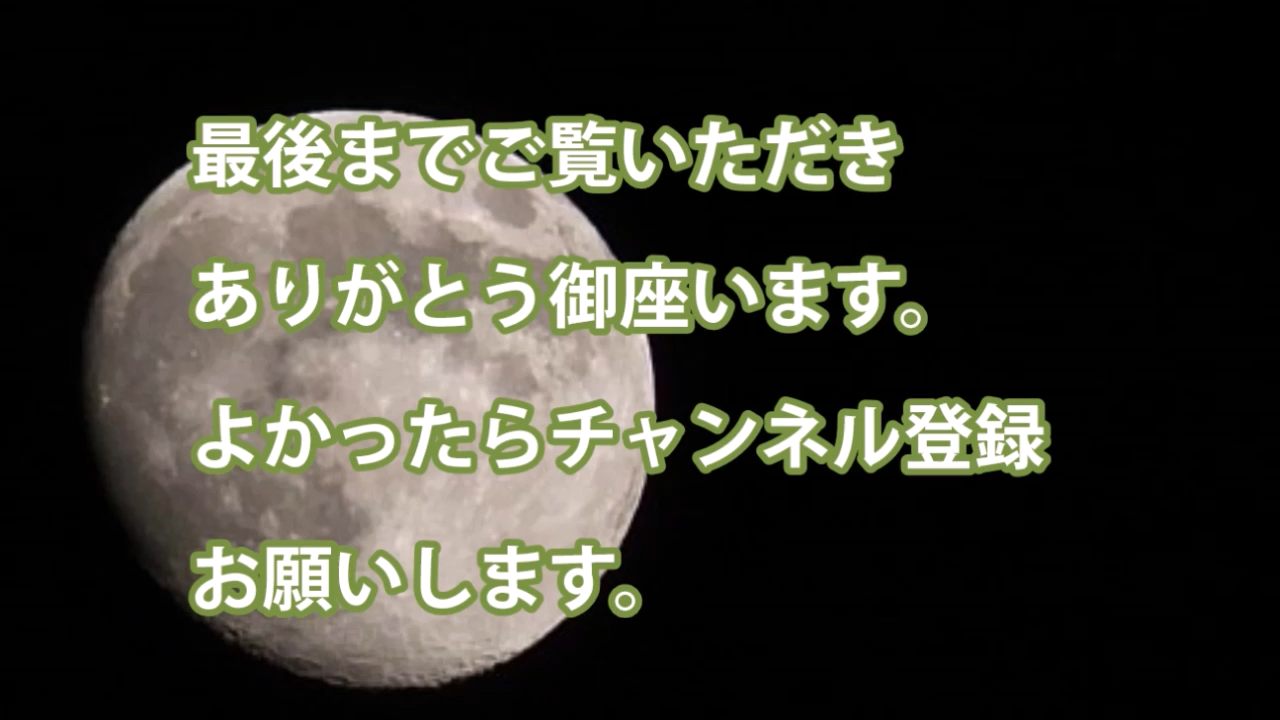 最後までご覧いただき
ありがとう御座います。
よかったらチャンネル登録
お願いします。